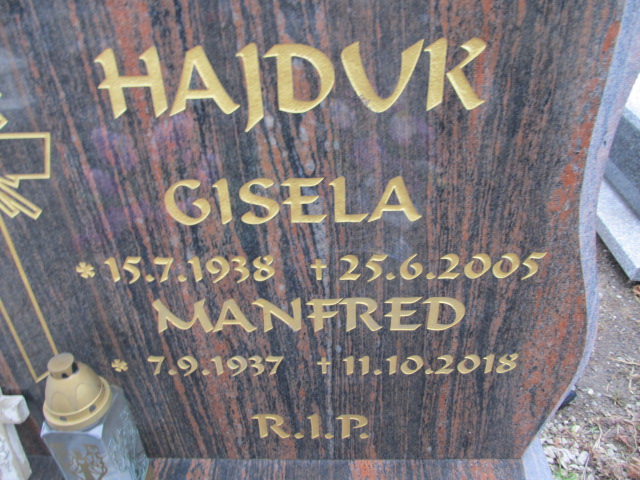 HAJDUK
GISELA
* 15.7.1938 † 25.6.2005
MANFRED
* 7.9.1937 † 11.10.2018
R.I.P.